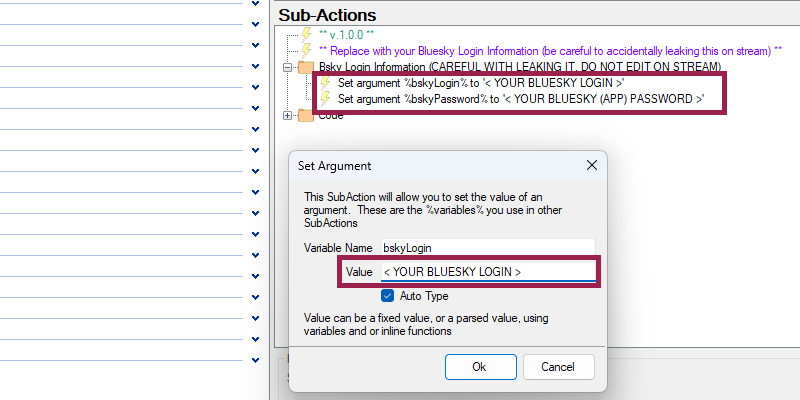 Sub-Actions
** v.1.0.0 **
** Replace with your Bluesky Login Information (be careful to accidentally leaking this on stream) **
Bsky Login Information (CAREFUL WITH LEAKING IT, DO NOT EDIT ON STREAM)
Set argument %bskyLogin% to '< YOUR BLUESKY LOGIN >'
Set argument %bskyPassword% to '< YOUR BLUESKY (APP) PASSWORD >'
Code
Set Argument
This SubAction will allow you to set the value of an
argument. These are the %variables% you use in other
SubActions
Variable Name bskyLogin
Value < YOUR BLUESKY LOGIN >
Auto Type
Value can be a fixed value, or a parsed value, using
variables and or inline functions
Ok Cancel